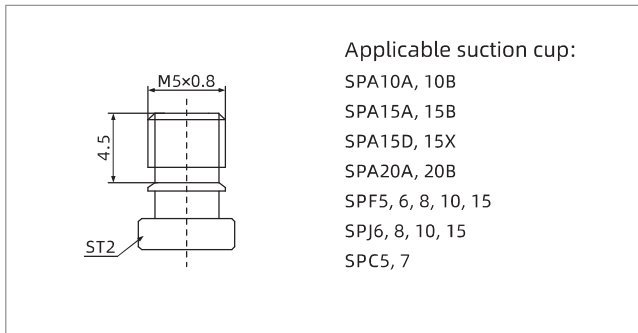 M5×0.8
4.5
ST2
Applicable suction cup:
SPA10A, 10B
SPA15A, 15B
SPA15D, 15X
SPA20A, 20B
SPF5, 6, 8, 10, 15
SPJ6, 8, 10, 15
SPC5, 7